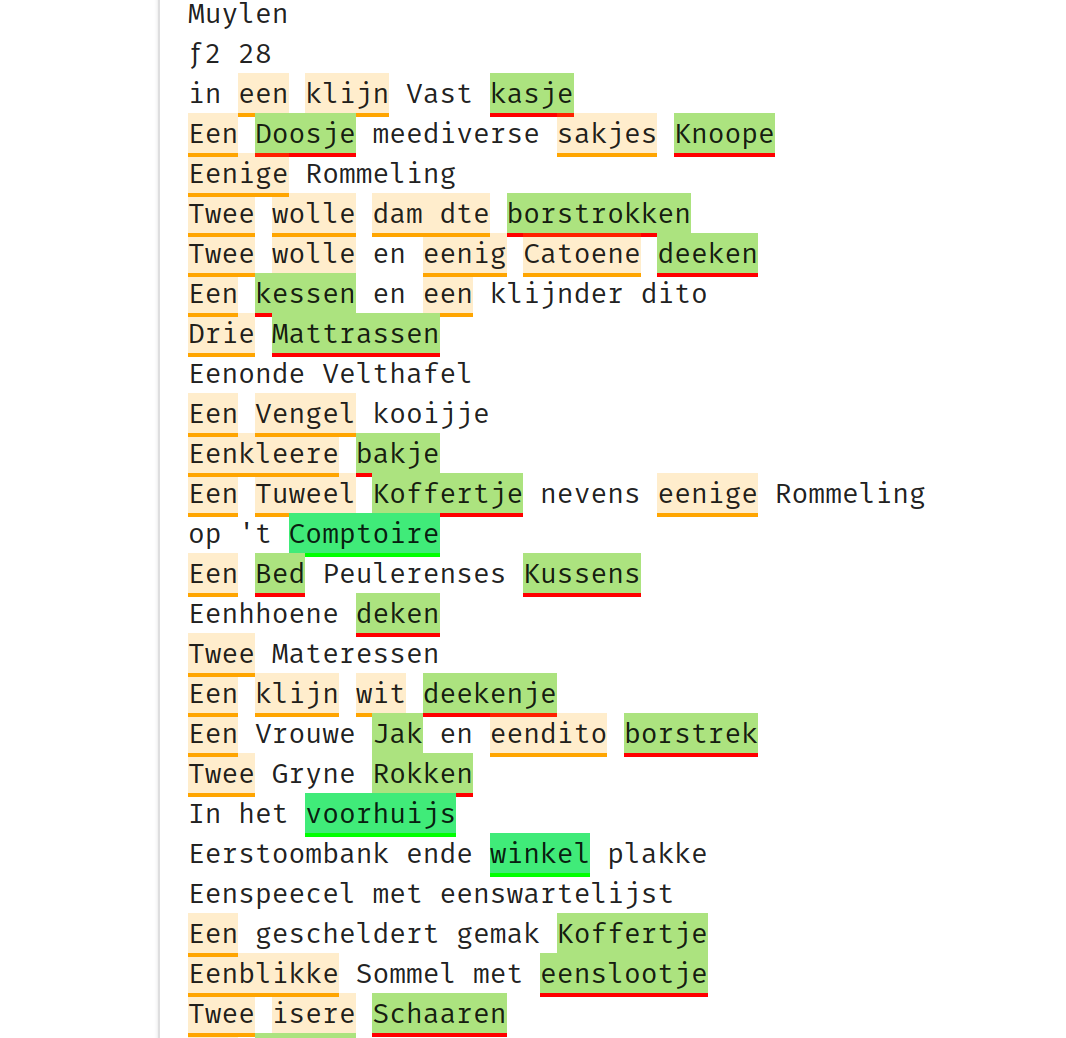 Muylen
ƒ2 28
in een klijn Vast kasje
Een Doosje meediverse sakjes Knoope
Eenige Rommeling
Twee wolle dam dte borstrokken
Twee wolle en eenig Catoene deeken
Een kessen en een klijnder dito
Drie Mattrassen
Eenonde Velthafel
Een Vengel kooijje
Eenkleere bakje
Een Tuweel Koffertje nevens eenige Rommeling
op 't Comptoire
Een Bed Peulerenses Kussens
Eenhhoene deken
Twee Materessen
Een klijn wit deekenje
Een Vrouwe Jak en eendito borstrek
Twee Gryne Rokken
In het voorhuijs
Eerstoombank ende winkel plakke
Eenspeecel met eenswartelijst
Een gescheldert gemak Koffertje
Eenblikke Sommel met eenslootje
Twee isere Schaaren